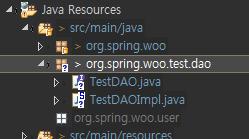 > Java Resources
> src/main/java
> org.spring.woo
> org.spring.woo.test.dao
> TestDAO.java
> TestDAOImpl.java
org.spring.woo.user
> src/main/resources